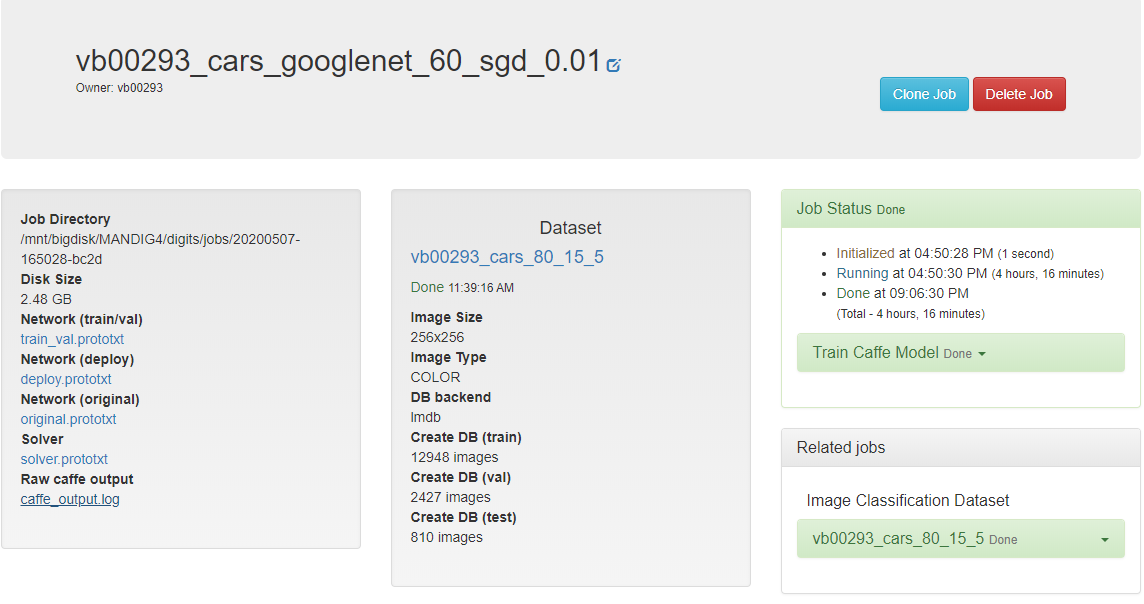 vb00293_cars_googlenet_60_sgd_0.01
Owner: vb00293
Clone Job
Delete Job
Job Directory
/mnt/bigdisk/MANDIG4/digits/jobs/20200507-
165028-bc2d
Disk Size
2.48 GB
Network (train/val)
train_val.prototxt
Network (deploy)
deploy.prototxt
Network (original)
original.prototxt
Solver
solver.prototxt
Raw caffe output
caffe_output.log
Dataset
vb00293_cars_80_15_5
Done 11:39:16 AM
Image Size
256x256
Image Type
COLOR
DB backend
lmdb
Create DB (train)
12948 images
Create DB (val)
2427 images
Create DB (test)
810 images
Job Status Done
Initialized at 04:50:28 PM (1 second)
Running at 04:50:30 PM (4 hours, 16 minutes)
Done at 09:06:30 PM
(Total - 4 hours, 16 minutes)
Train Caffe Model Done
Related jobs
Image Classification Dataset
vb00293_cars_80_15_5 Done